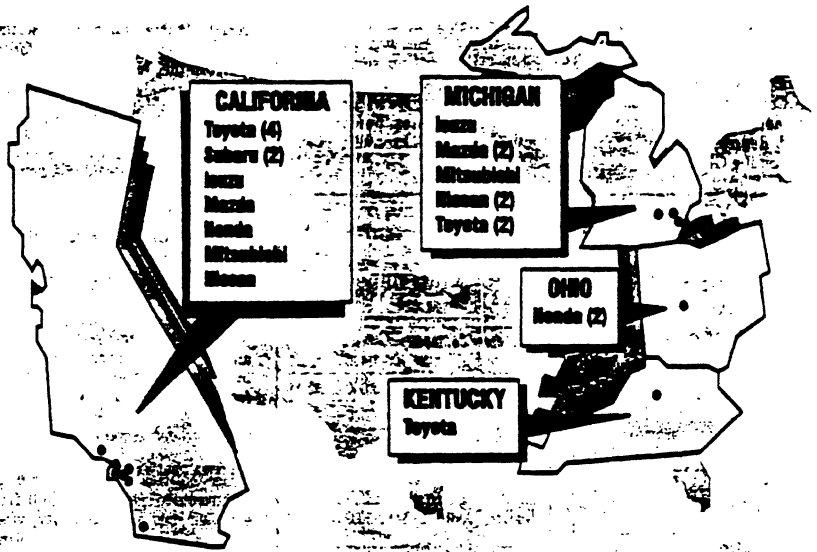 CALIFORNIA
Toyota (4)
Subaru (2)
Isuzu
Mazda
Honda
Mitsubishi
Nissan
MICHIGAN
Isuzu
Mazda (2)
Mitsubishi
Nissan (2)
Toyota (2)
OHIO
Honda (2)
KENTUCKY
Toyota